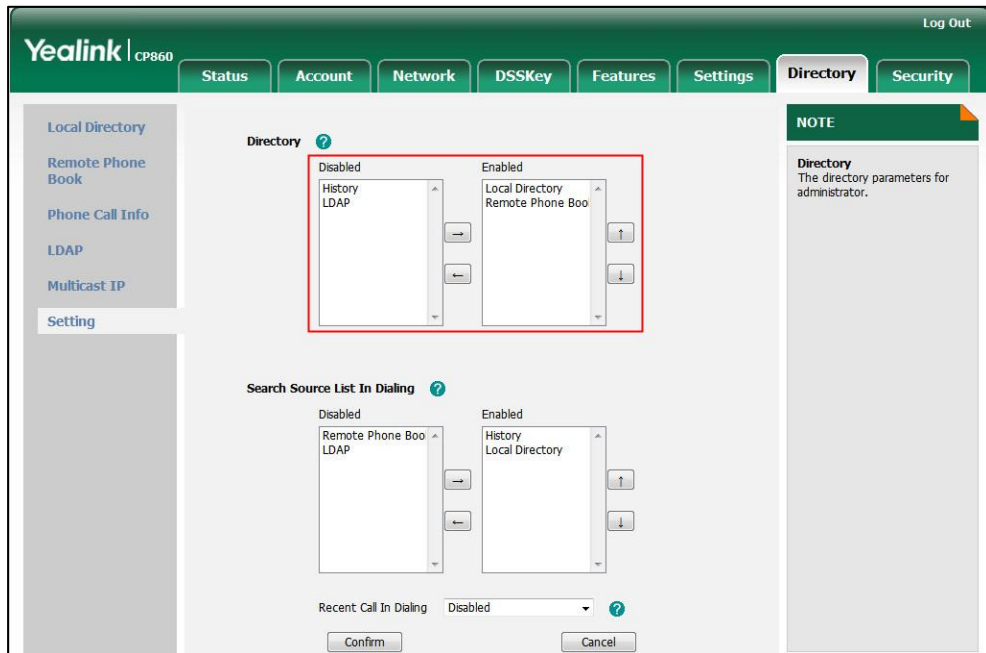 Log Out
Yealink CP860
Status Account Network DSSKey Features Settings Directory Security
Local Directory
Remote Phone
Book
Phone Call Info
LDAP
Multicast IP
Setting
Directory ?
Disabled Enabled
History Local Directory
LDAP Remote Phone Boo
→ ↑
← ↓
Search Source List In Dialing ?
Disabled Enabled
Remote Phone Boo History
LDAP Local Directory
→ ↑
← ↓
Recent Call In Dialing Disabled ?
Confirm Cancel
NOTE
Directory
The directory parameters for
administrator.